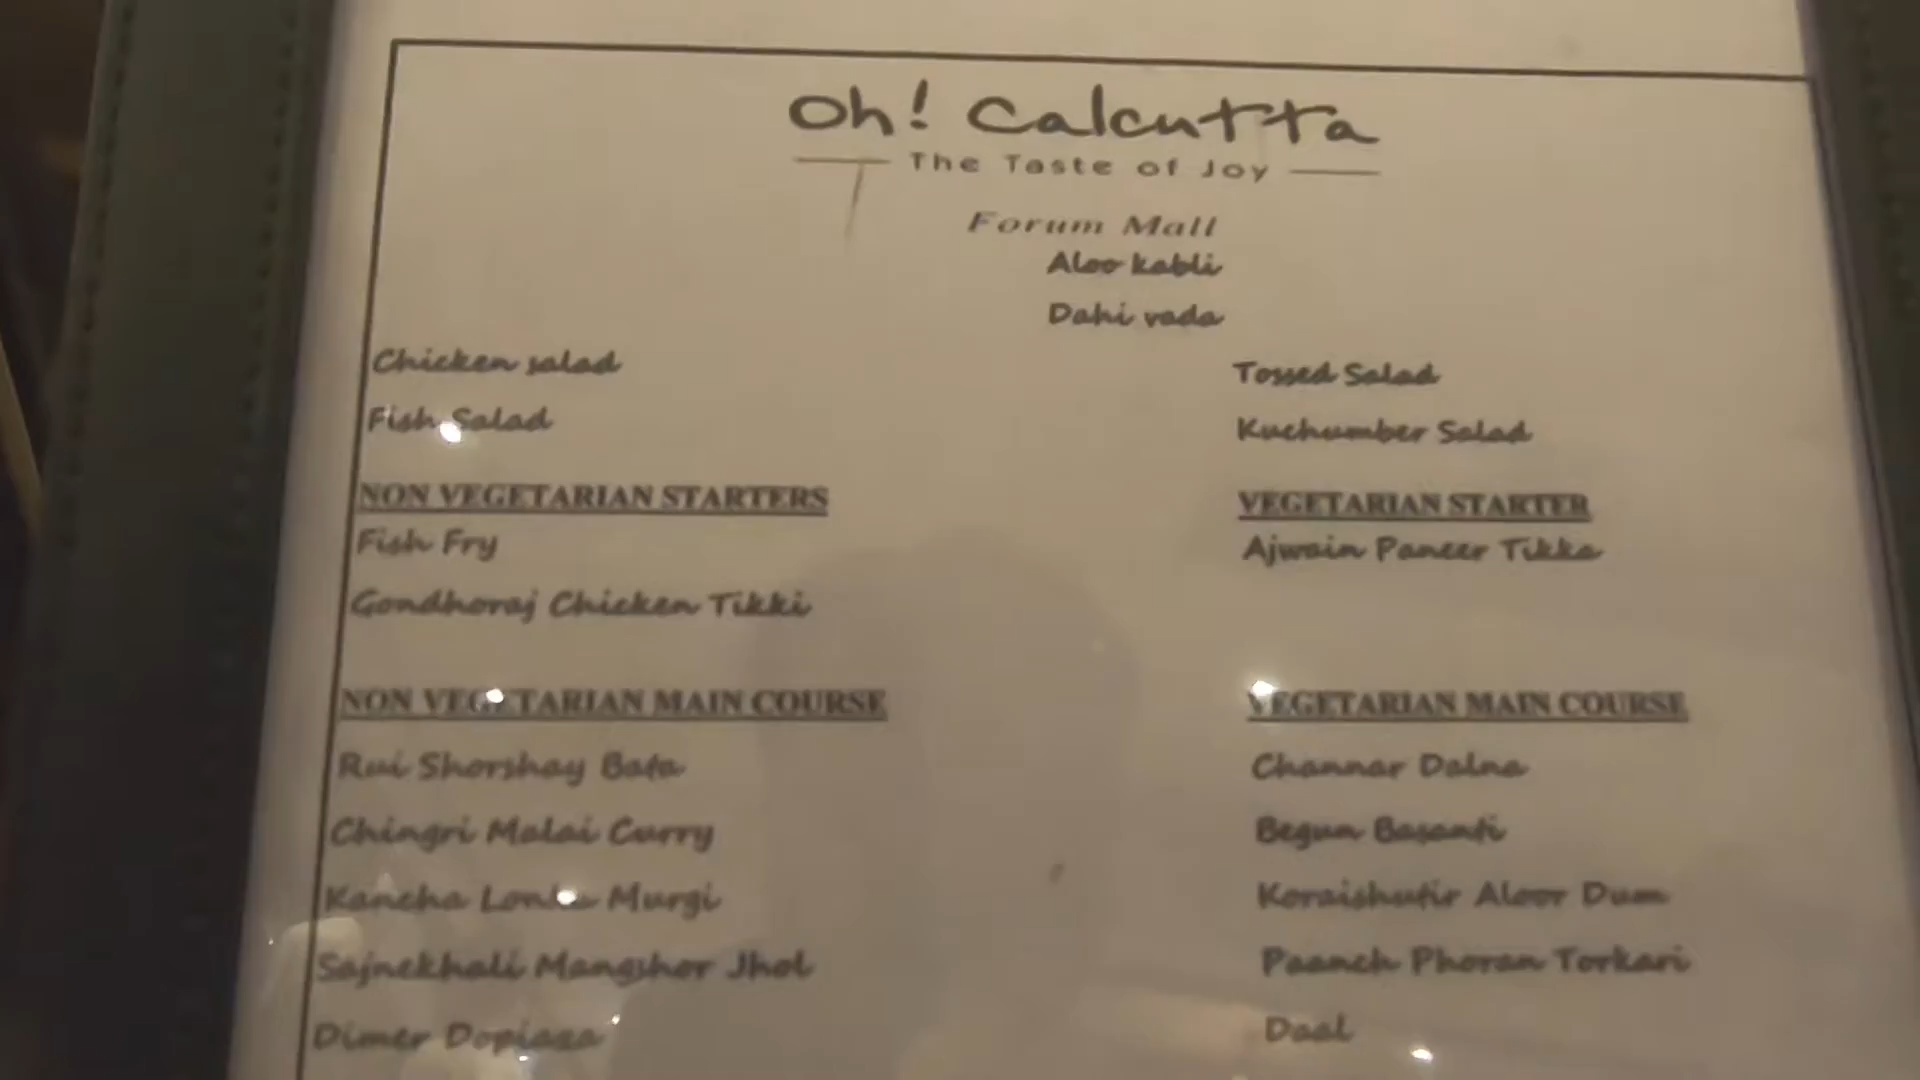 Oh! Calcutta
The Taste of Joy
Forum Mall
Aloo kabli
Dahi vada
Chicken salad
Tossed Salad
Fish Salad
Kuchumber Salad
NON VEGETARIAN STARTERS
VEGETARIAN STARTER
Fish Fry
Ajwain Paneer Tikka
Gondhoraj Chicken Tikki
NON VEGETARIAN MAIN COURSE
VEGETARIAN MAIN COURSE
Rui Shorshay Bata
Channar Dalna
Chingri Malai Curry
Begun Basanti
Kancha Lonka Murgi
Koraishutir Aloor Dum
Sajnekhali Mangshor Jhol
Paanch Phoran Torkari
Dimer Dopiaza
Daal